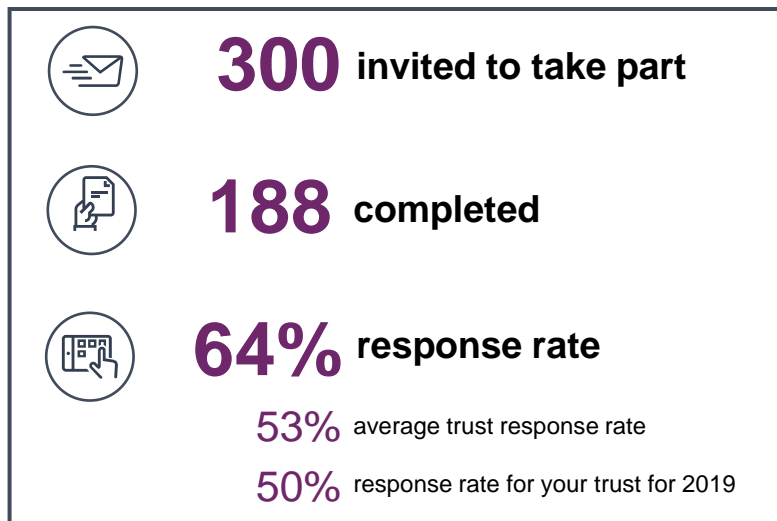 300 invited to take part
188 completed
64% response rate
53% average trust response rate
50% response rate for your trust for 2019